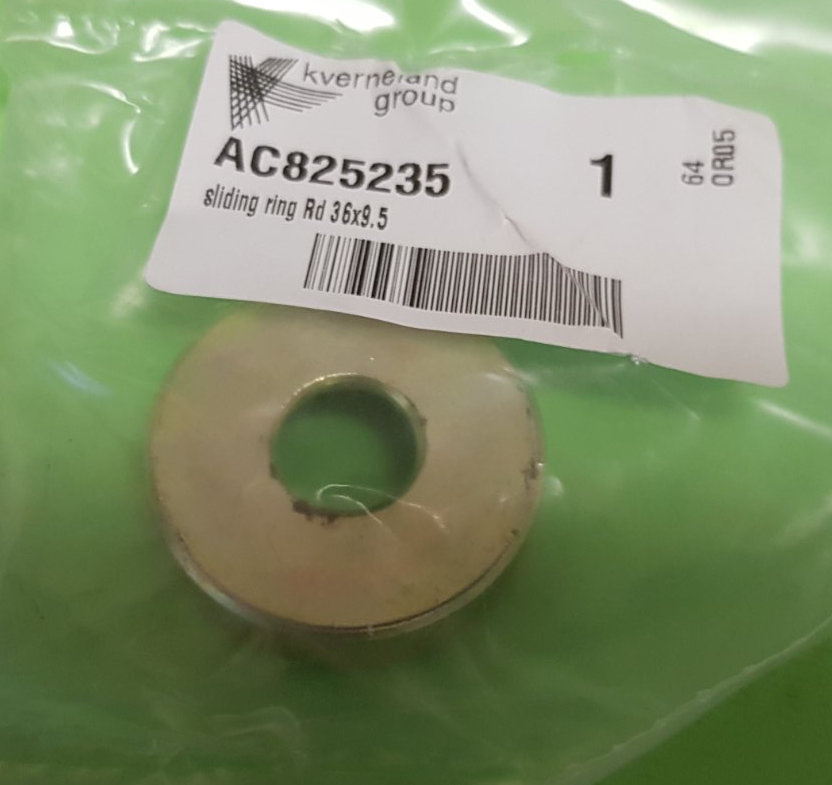 kverneland
group
AC825235
1
64
0R05
sliding ring Rd 36x9.5